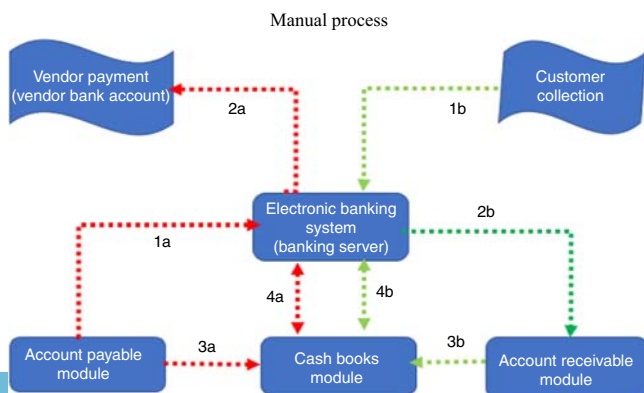 Manual process
Vendor payment
(vendor bank account)
Customer
collection
2a
1b
Electronic banking
system
(banking server)
2b
1a
4a
4b
Account payable
module
3a
Cash books
module
3b
Account receivable
module